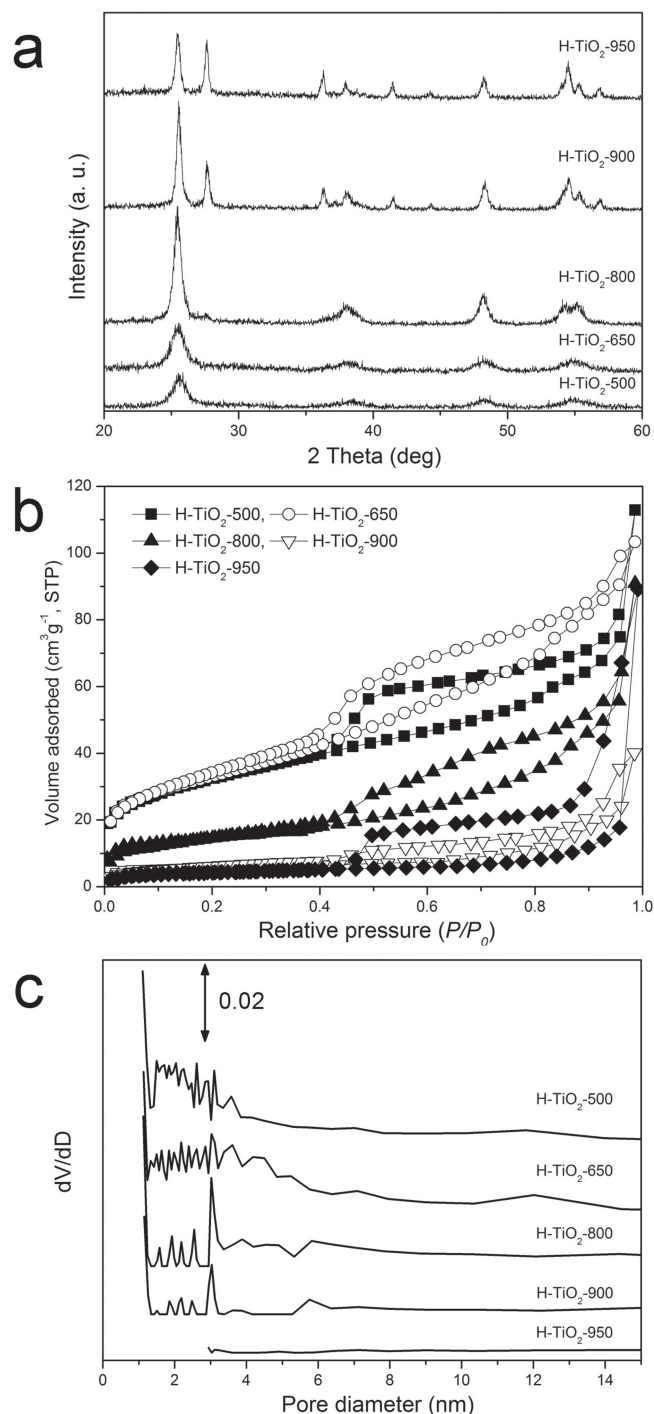 a
H-TiO2-950
H-TiO2-900
H-TiO2-800
H-TiO2-650
H-TiO2-500
Intensity (a. u.)
20 30 40 50 60
2 Theta (deg)
b
120
100
80
60
40
20
0
H-TiO2-500, H-TiO2-650
H-TiO2-800, H-TiO2-900
H-TiO2-950
Volume adsorbed (cm3g-1, STP)
0.0 0.2 0.4 0.6 0.8 1.0
Relative pressure (P/P0)
c
0.02
H-TiO2-500
H-TiO2-650
H-TiO2-800
H-TiO2-900
H-TiO2-950
dV/dD
0 2 4 6 8 10 12 14
Pore diameter (nm)